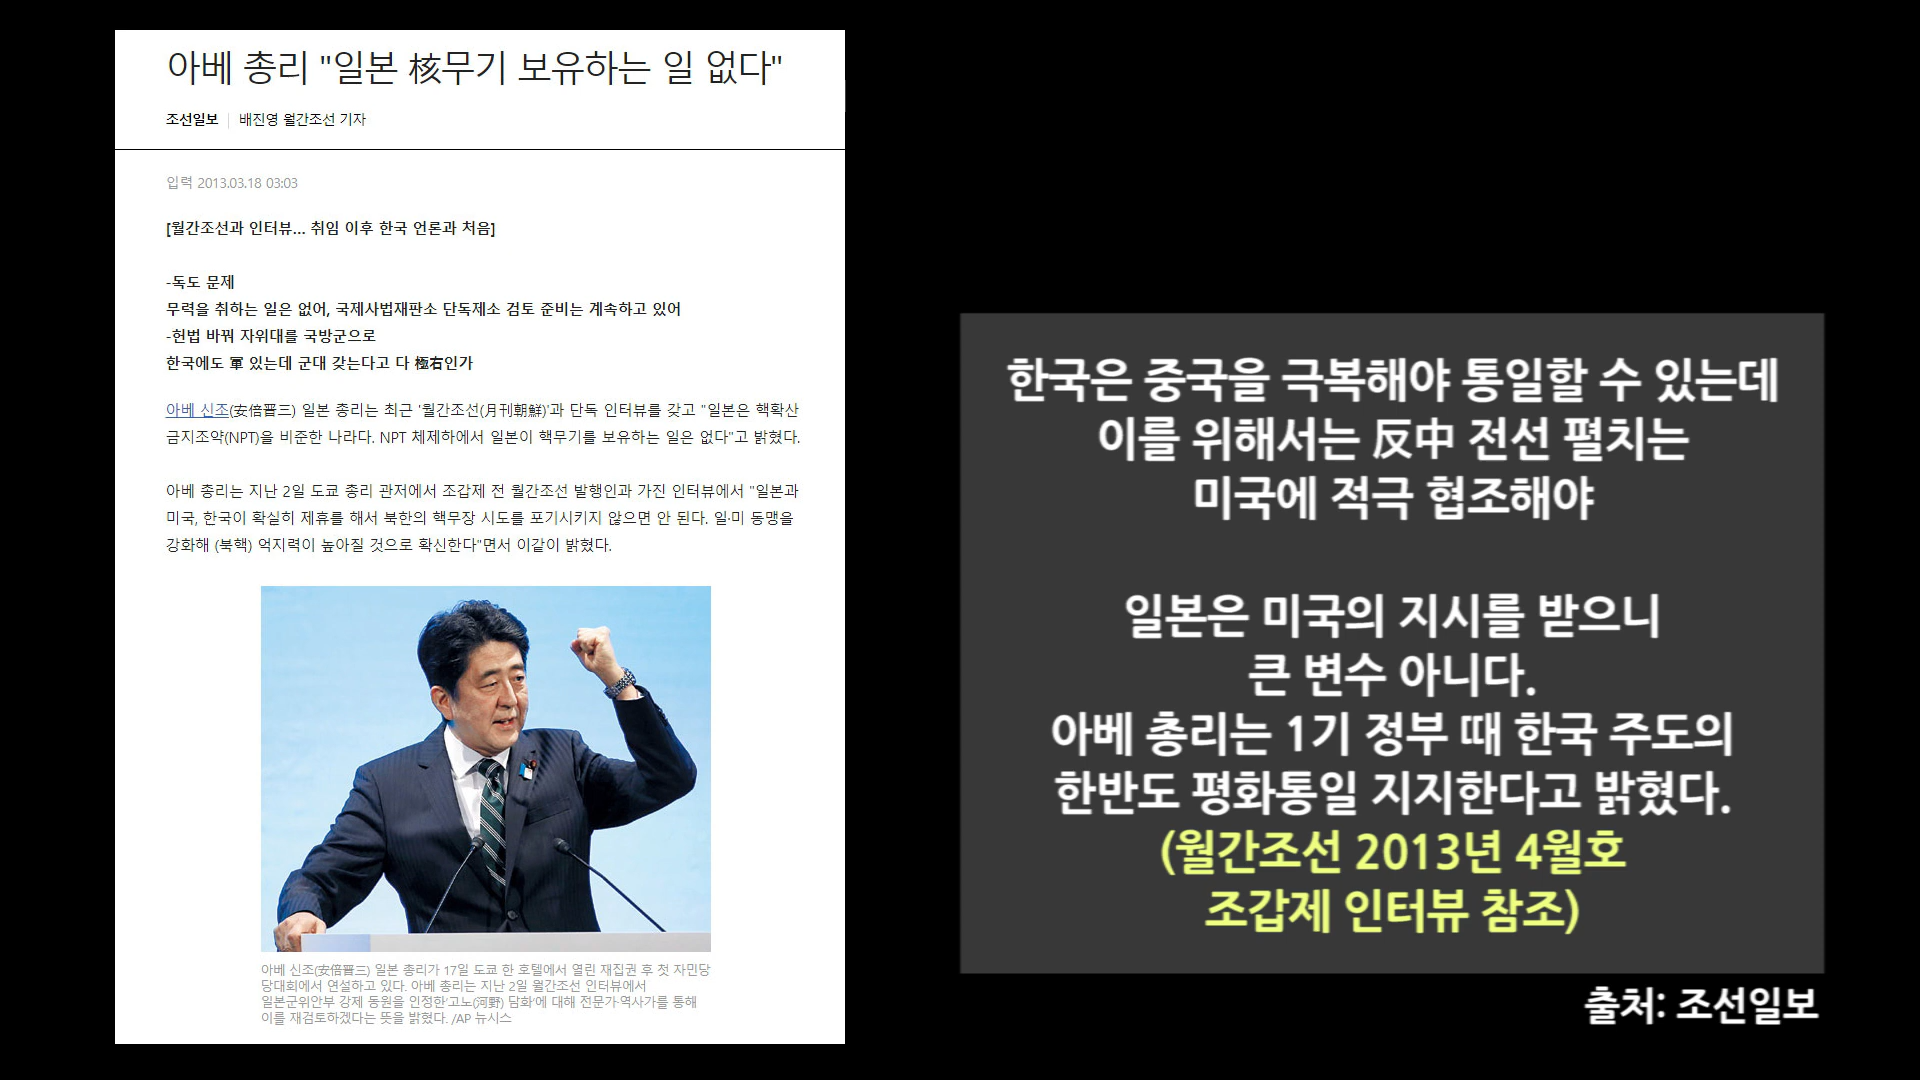 아베 총리 "일본 核무기 보유하는 일 없다"
조선일보 | 배진영 월간조선 기자
입력 2013.03.18 03:03
[월간조선과 인터뷰... 취임 이후 한국 언론과 처음]
-독도 문제
무력을 취하는 일은 없어, 국제사법재판소 단독제소 검토 준비는 계속하고 있어
-헌법 바꿔 자위대를 국방군으로
한국에도 軍 있는데 군대 갖는다고 다 極右인가
아베 신조(安倍晋三) 일본 총리는 최근 '월간조선(月刊朝鮮)'과 단독 인터뷰를 갖고 "일본은 핵확산
금지조약(NPT)을 비준한 나라다. NPT 체제하에서 일본이 핵무기를 보유하는 일은 없다"고 밝혔다.
아베 총리는 지난 2일 도쿄 총리 관저에서 조갑제 전 월간조선 발행인과 가진 인터뷰에서 "일본과
미국, 한국이 확실히 제휴를 해서 북한의 핵무장 시도를 포기시키지 않으면 안 된다. 일·미 동맹을
강화해 (북핵) 억지력이 높아질 것으로 확신한다"면서 이같이 밝혔다.
아베 신조(安倍晋三) 일본 총리가 17일 도쿄 한 호텔에서 열린 재집권 후 첫 자민당
당대회에서 연설하고 있다. 아베 총리는 지난 2일 월간조선 인터뷰에서
일본군위안부 강제 동원을 인정한‘고노(河野) 담화’에 대해 전문가·역사가를 통해
이를 재검토하겠다는 뜻을 밝혔다. /AP 뉴시스
한국은 중국을 극복해야 통일할 수 있는데
이를 위해서는 反中 전선 펼치는
미국에 적극 협조해야
일본은 미국의 지시를 받으니
큰 변수 아니다.
아베 총리는 1기 정부 때 한국 주도의
한반도 평화통일 지지한다고 밝혔다.
(월간조선 2013년 4월호
조갑제 인터뷰 참조)
출처: 조선일보